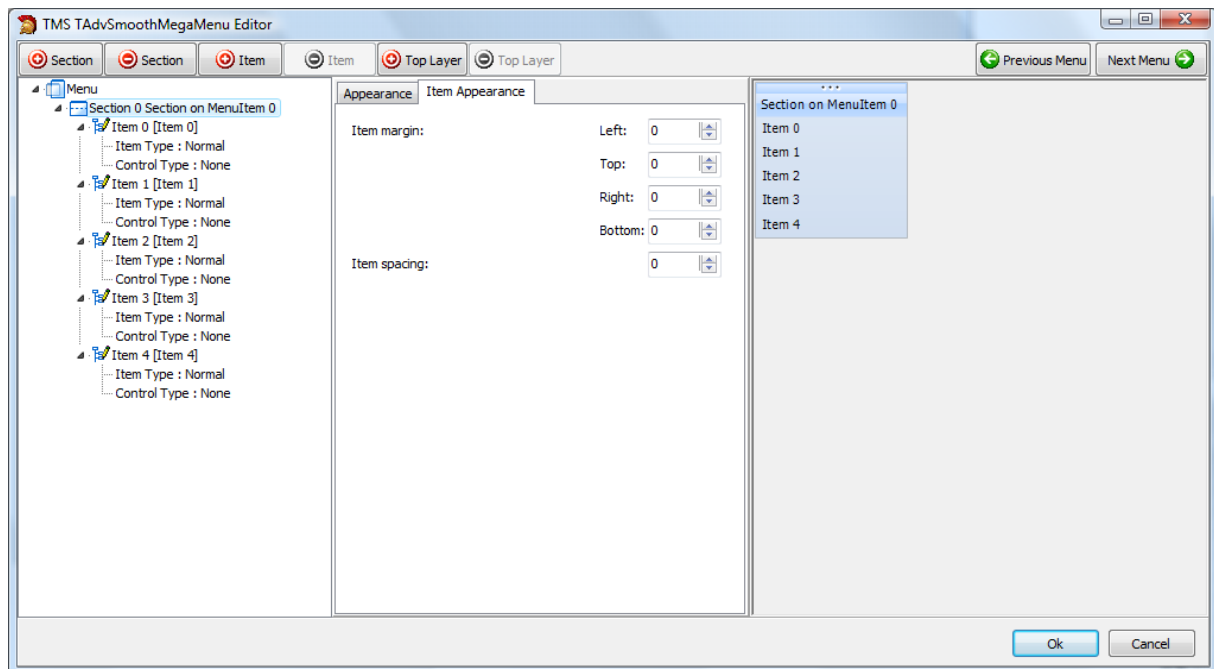 TMS TAdvSmoothMegaMenu Editor
Section Section Item Item Top Layer Top Layer Previous Menu Next Menu
Menu
Section 0 Section on MenuItem 0
Item 0 [Item 0]
Item Type : Normal
Control Type : None
Item 1 [Item 1]
Item Type : Normal
Control Type : None
Item 2 [Item 2]
Item Type : Normal
Control Type : None
Item 3 [Item 3]
Item Type : Normal
Control Type : None
Item 4 [Item 4]
Item Type : Normal
Control Type : None
Appearance Item Appearance
Item margin: Left: 0
Top: 0
Right: 0
Bottom: 0
Item spacing: 0
Section on MenuItem 0
Item 0
Item 1
Item 2
Item 3
Item 4
Ok Cancel